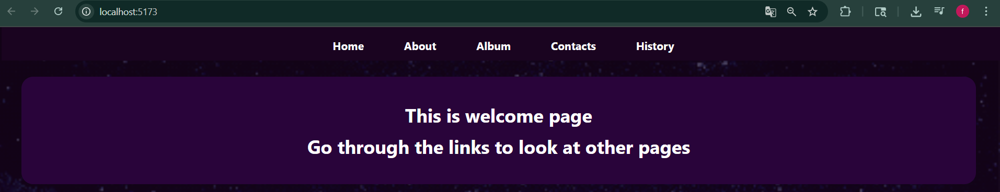 localhost:5173
f
Home About Album Contacts History
This is welcome page
Go through the links to look at other pages